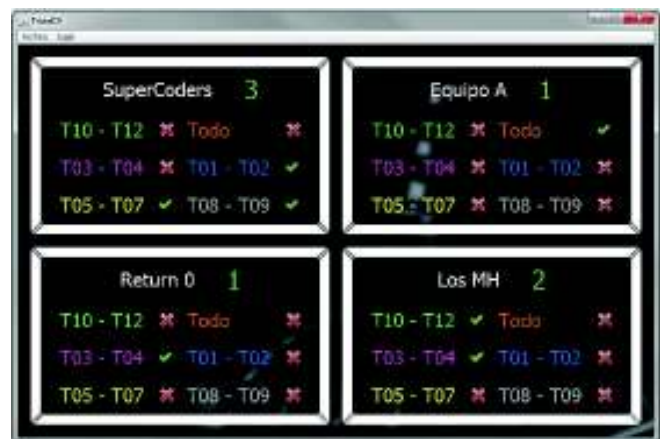 SuperCoders 3
T10 - T12 Todo
T03 - T04 T01 - T02
T05 - T07 T08 - T09
Equipo A 1
T10 - T12 Todo
T03 - T04 T01 - T02
T05 - T07 T08 - T09
Return 0 1
T10 - T12 Todo
T03 - T04 T01 - T02
T05 - T07 T08 - T09
Los MH 2
T10 - T12 Todo
T03 - T04 T01 - T02
T05 - T07 T08 - T09